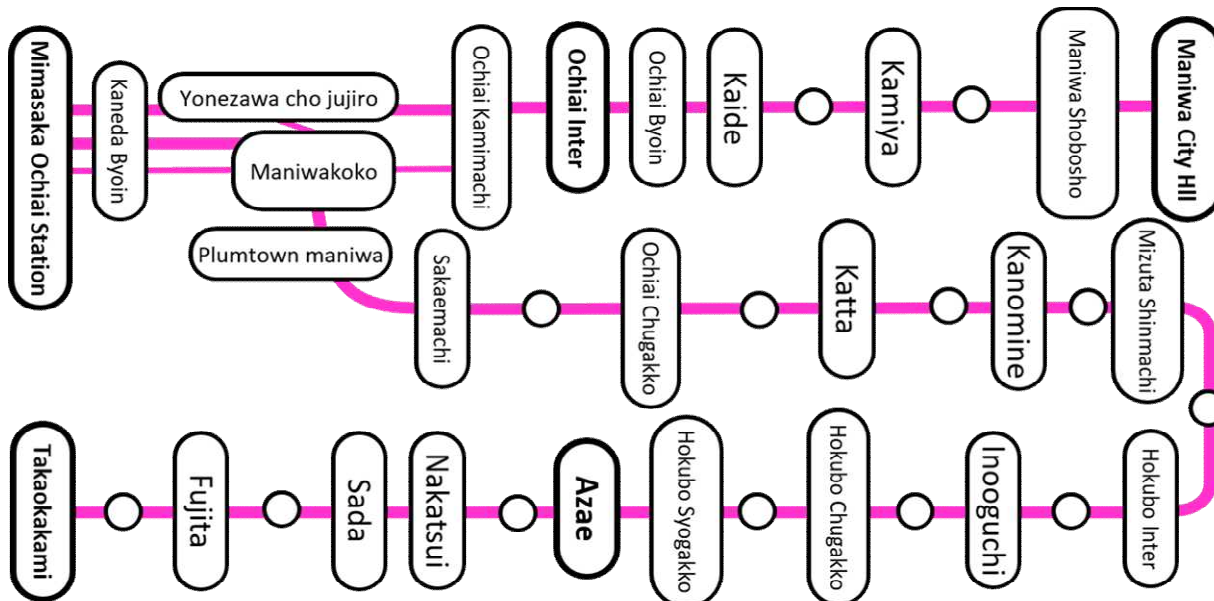 Mimasaka Ochiai Station
Kaneda Byoin
Yonezawa cho jujiro
Maniwakoko
Plumtown maniwa
Ochiai Kamimachi
Ochiai Inter
Ochiai Byoin
Kaide
Kamiya
Maniwa Shobosho
Maniwa City Hll
Sakaemachi
Ochiai Chugakko
Katta
Kanomine
Mizuta Shinmachi
Takaokakami
Fujita
Sada
Nakatsui
Azae
Hokubo Syogakko
Hokubo Chugakko
Inooguchi
Hokubo Inter